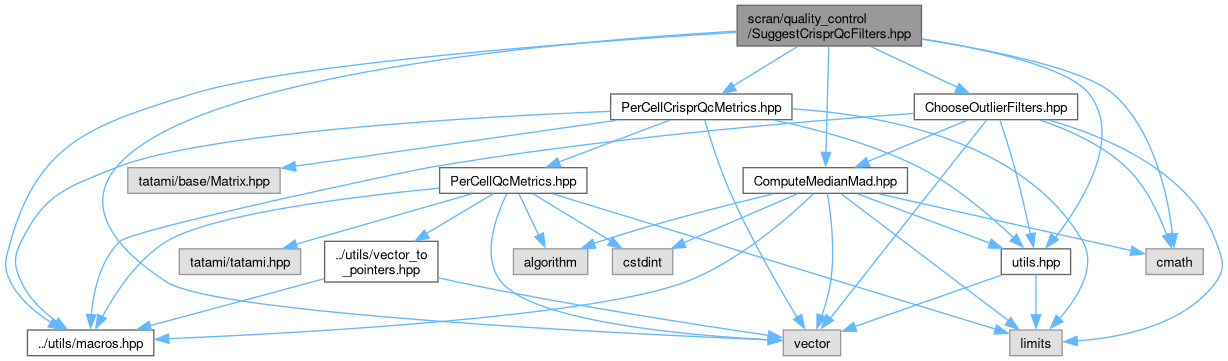 scran/quality_control
/SuggestCrisprQcFilters.hpp
PerCellCrisprQcMetrics.hpp
ChooseOutlierFilters.hpp
tatami/base/Matrix.hpp
PerCellQcMetrics.hpp
ComputeMedianMad.hpp
tatami/tatami.hpp
../utils/vector_to
_pointers.hpp
algorithm
cstdint
utils.hpp
cmath
../utils/macros.hpp
vector
limits